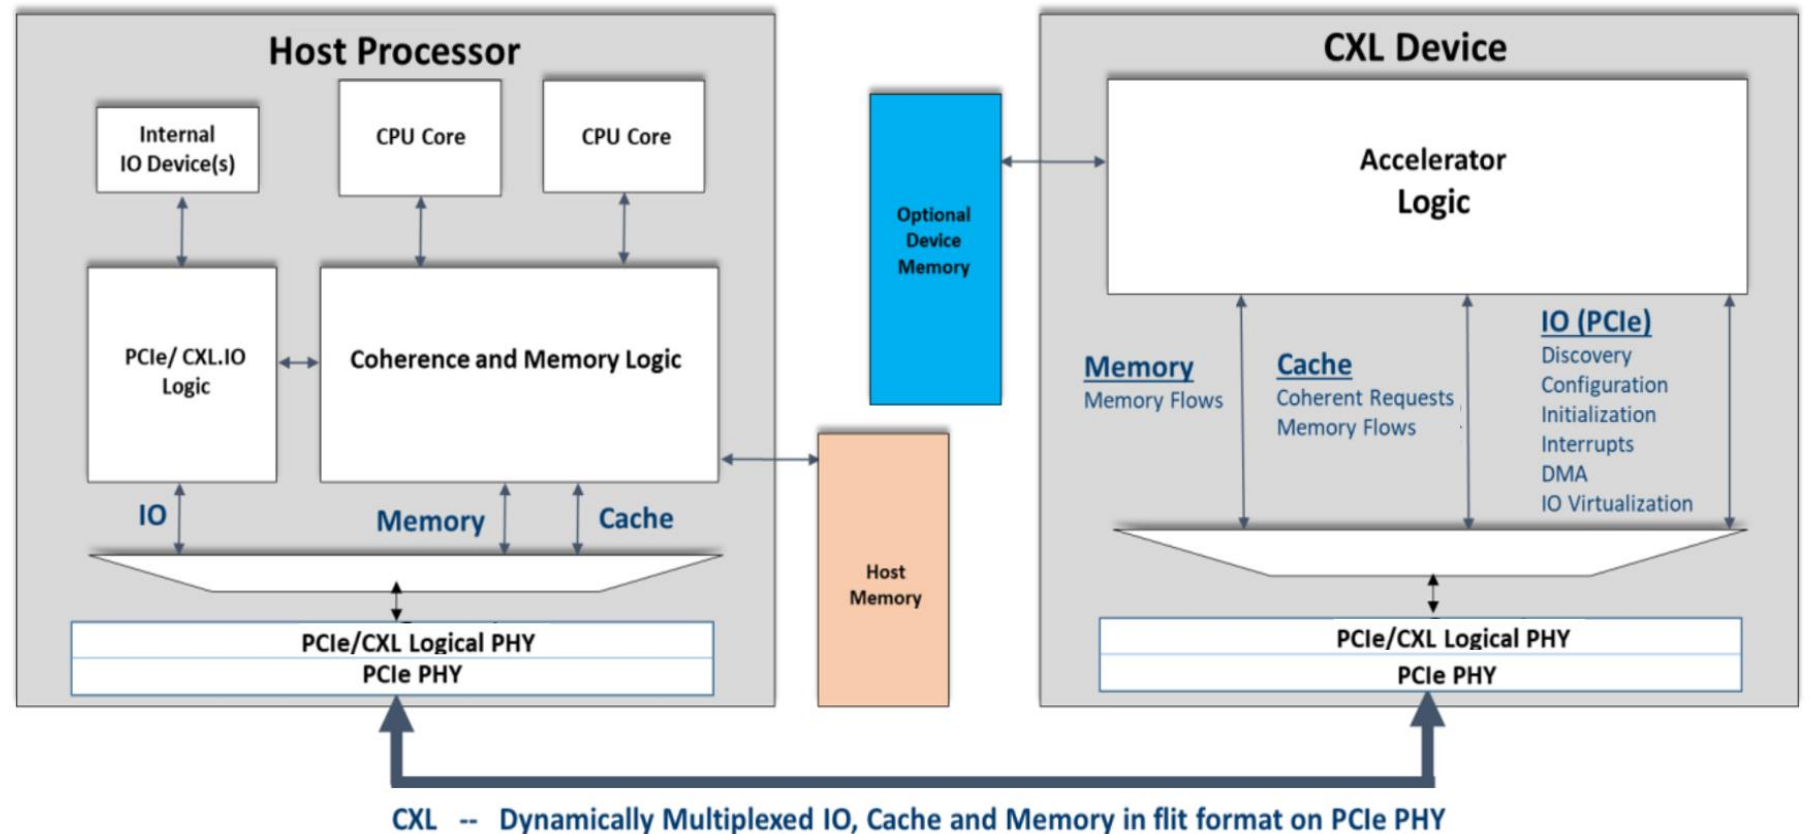 Host Processor
Internal
IO Device(s)
CPU Core
CPU Core
PCIe/ CXL.IO
Logic
Coherence and Memory Logic
IO
Memory
Cache
PCIe/CXL Logical PHY
PCIe PHY
Optional
Device
Memory
Host
Memory
CXL Device
Accelerator
Logic
Memory
Memory Flows
Cache
Coherent Requests
Memory Flows
IO (PCIe)
Discovery
Configuration
Initialization
Interrupts
DMA
IO Virtualization
PCIe/CXL Logical PHY
PCIe PHY
CXL -- Dynamically Multiplexed IO, Cache and Memory in flit format on PCIe PHY